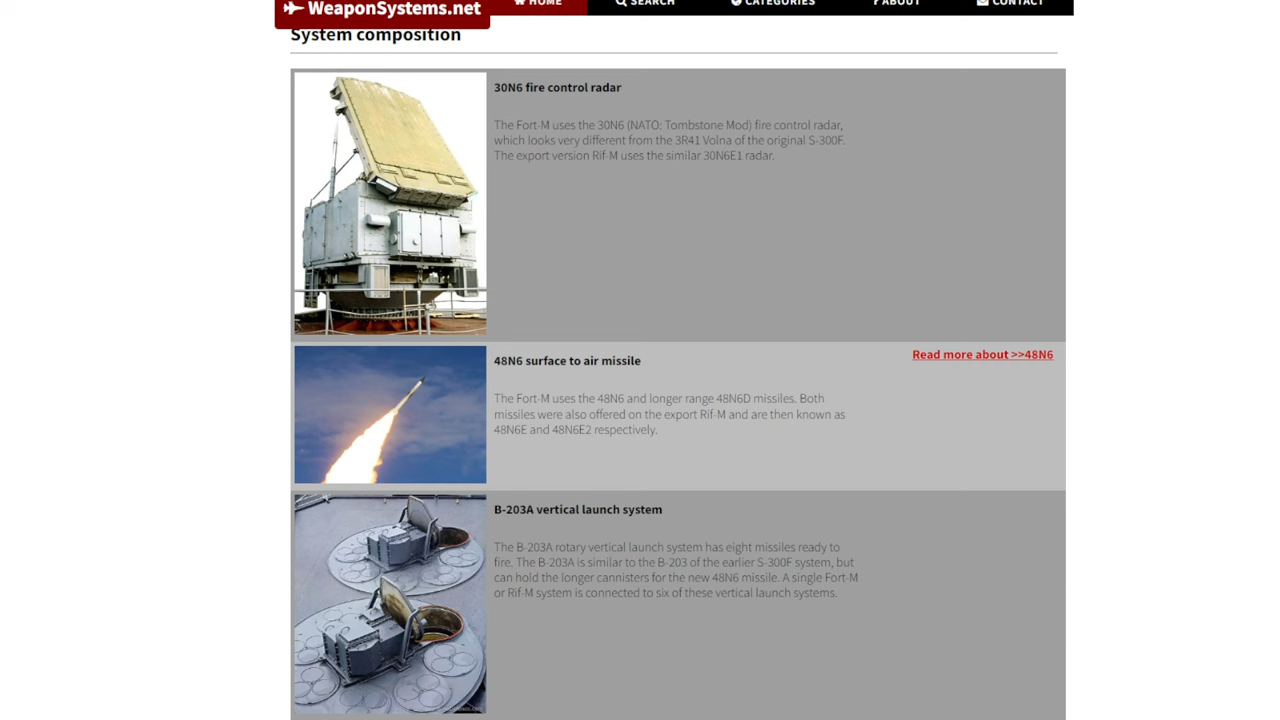 WeaponSystems.net
HOME
SEARCH
CATEGORIES
ABOUT
CONTACT
System composition
30N6 fire control radar
The Fort-M uses the 30N6 (NATO: Tombstone Mod) fire control radar,
which looks very different from the 3R41 Volna of the original S-300F.
The export version Rif-M uses the similar 30N6E1 radar.
48N6 surface to air missile
Read more about >>48N6
The Fort-M uses the 48N6 and longer range 48N6D missiles. Both
missiles were also offered on the export Rif-M and are then known as
48N6E and 48N6E2 respectively.
B-203A vertical launch system
The B-203A rotary vertical launch system has eight missiles ready to
fire. The B-203A is similar to the B-203 of the earlier S-300F system, but
can hold the longer cannisters for the new 48N6 missile. A single Fort-M
or Rif-M system is connected to six of these vertical launch systems.